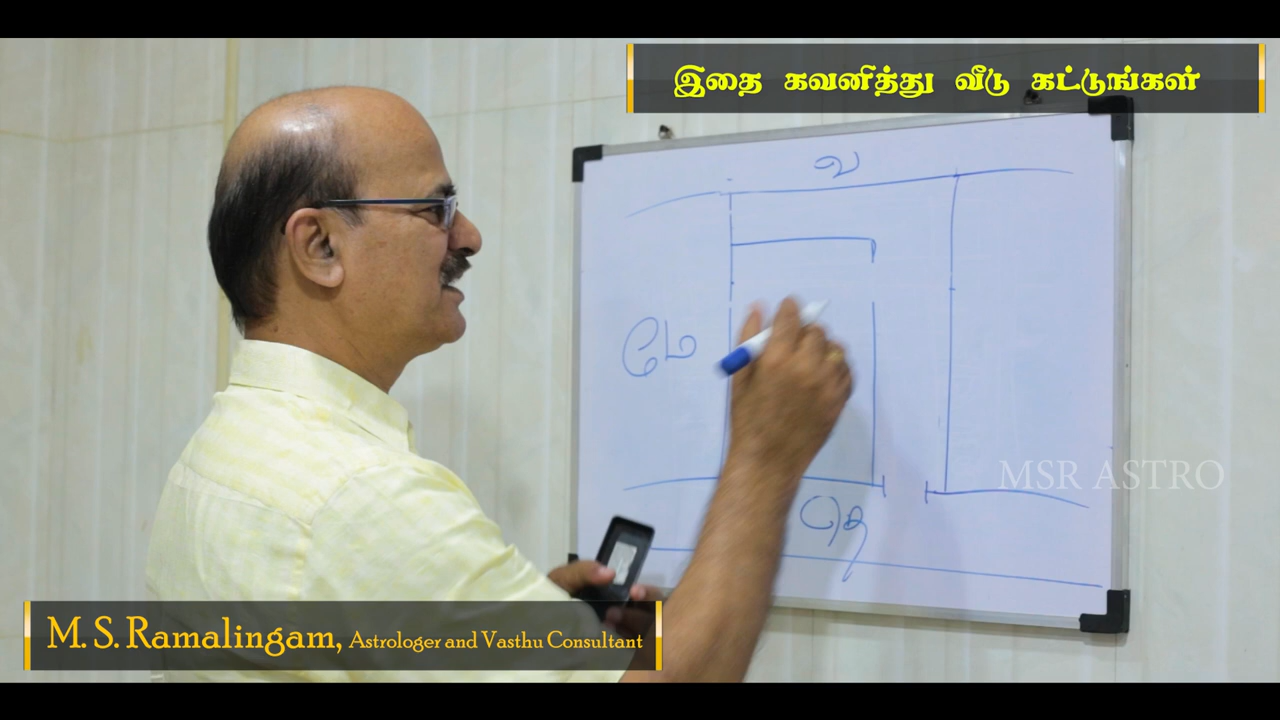 இதை கவனித்து வீடு கட்டுங்கள்
வ
மே
தெ
MSR ASTRO
M. S. Ramalingam, Astrologer and Vasthu Consultant